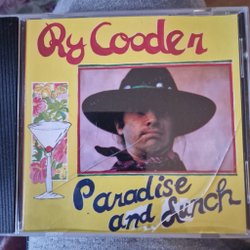 Ry Cooder
Paradise
and Lunch